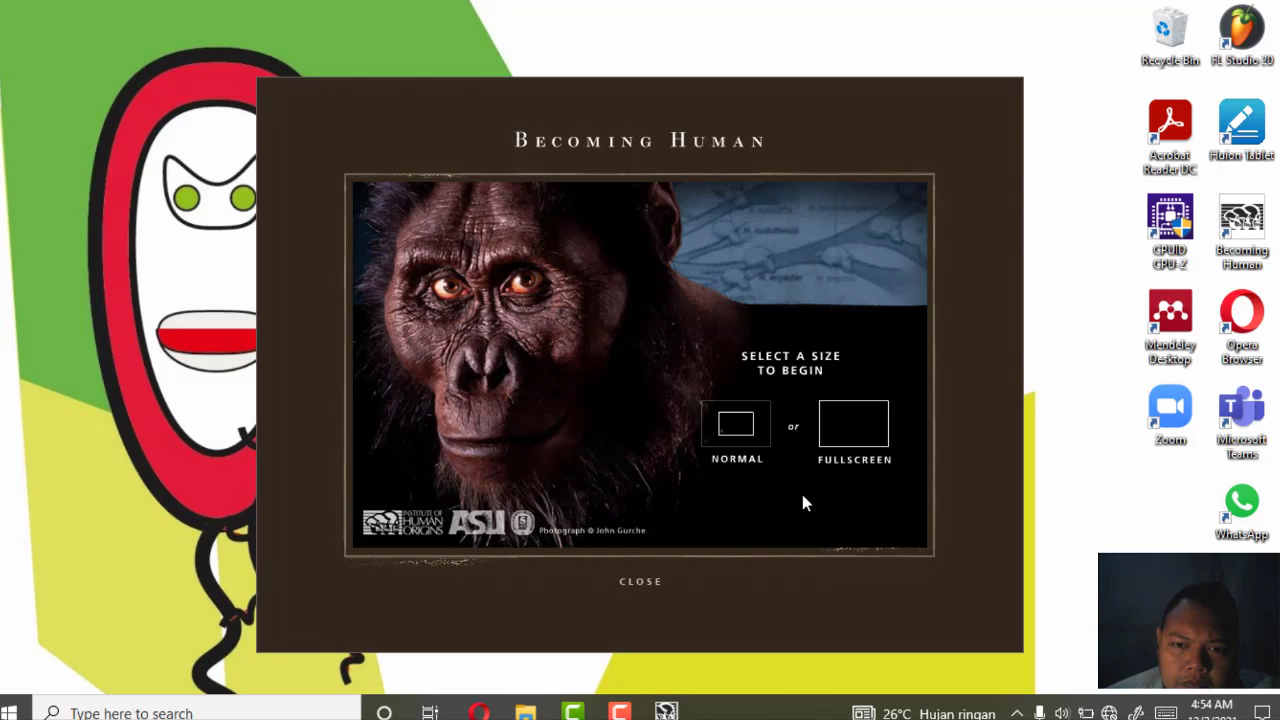 BECOMING HUMAN
SELECT A SIZE
TO BEGIN
or
NORMAL
FULLSCREEN
INSTITUTE OF
HUMAN
ORIGINS
ASU
Photograph © John Gurche
CLOSE
Recycle Bin
FL Studio 20
Acrobat
Reader DC
Huion Tablet
CPUID
CPU-Z
Becoming
Human
Mendeley
Desktop
Opera
Browser
Zoom
Microsoft
Teams
WhatsApp
Type here to search
26°C Hujan ringan
4:54 AM